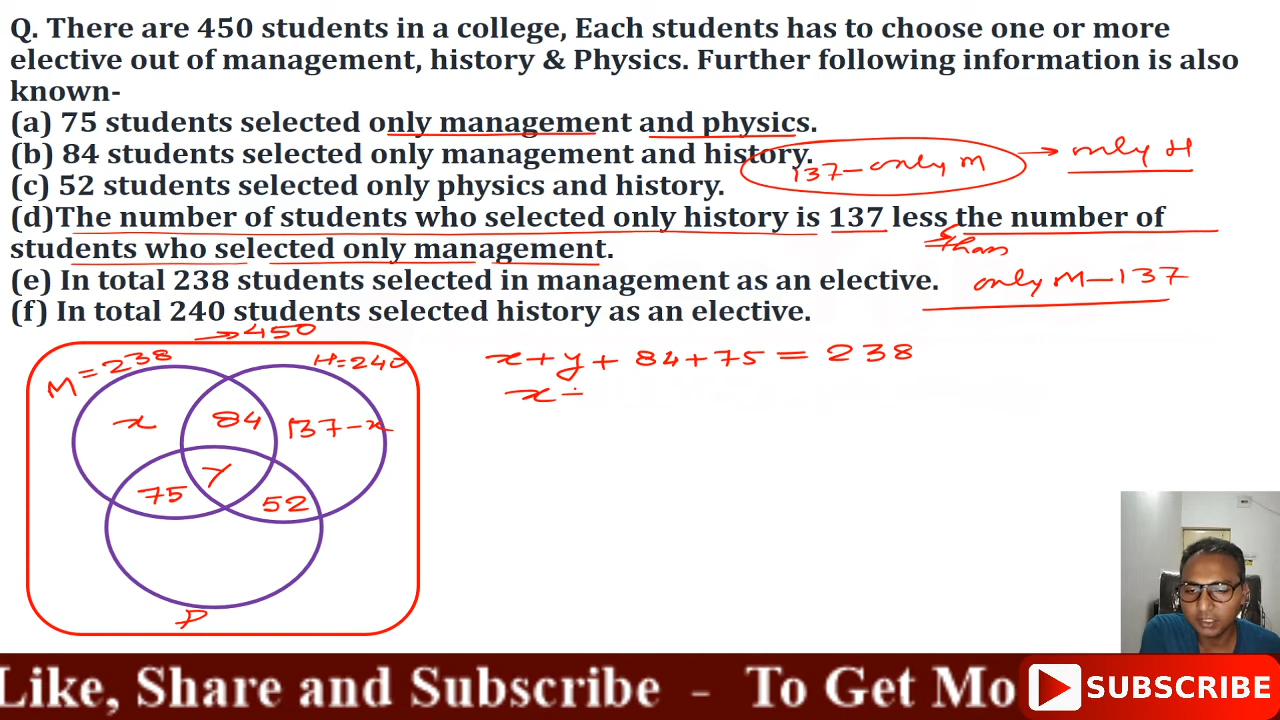 Q. There are 450 students in a college, Each students has to choose one or more
elective out of management, history & Physics. Further following information is also
known-
(a) 75 students selected only management and physics.
(b) 84 students selected only management and history.
137-only M → only H
(c) 52 students selected only physics and history.
(d)The number of students who selected only history is 137 less the number of
than
students who selected only management.
(e) In total 238 students selected in management as an elective.
only M-137
(f) In total 240 students selected history as an elective.
→450
M=238
H=240
x+y+84+75=238
x=
x
84
137-x
y
75
52
P
Like, Share and Subscribe - To Get Mo
SUBSCRIBE